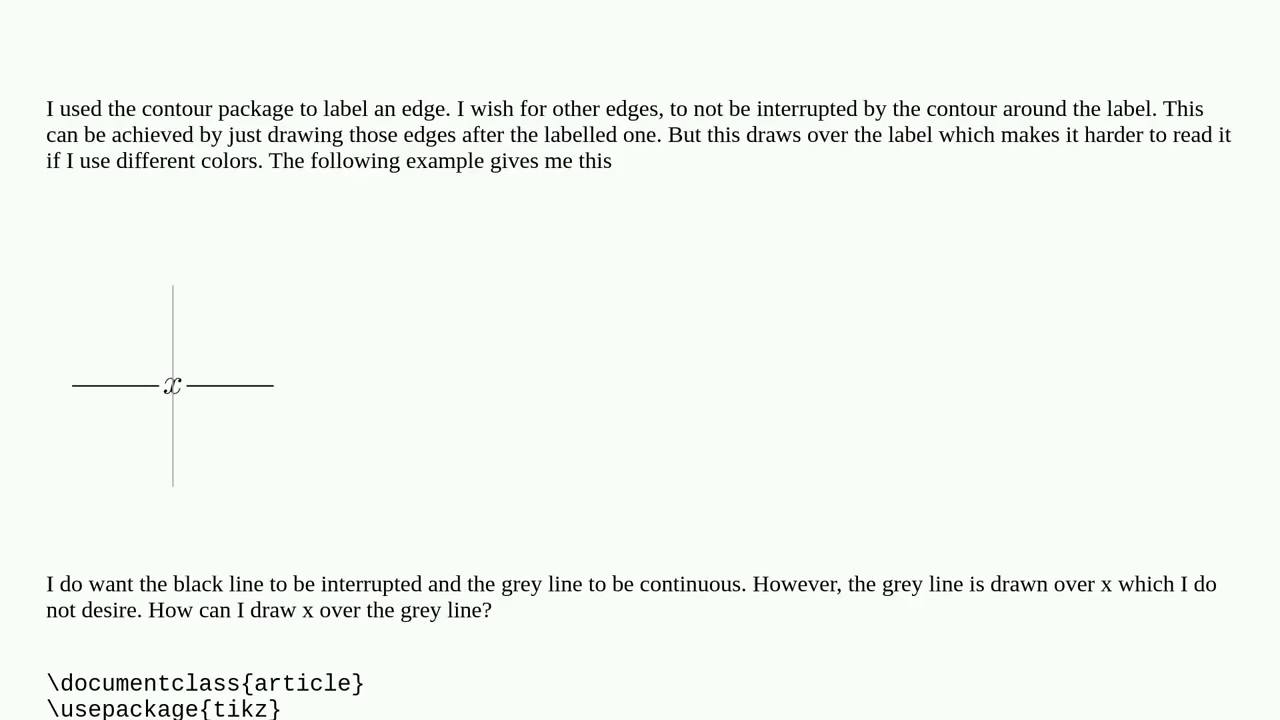 I used the contour package to label an edge. I wish for other edges, to not be interrupted by the contour around the label. This
can be achieved by just drawing those edges after the labelled one. But this draws over the label which makes it harder to read it
if I use different colors. The following example gives me this
x
I do want the black line to be interrupted and the grey line to be continuous. However, the grey line is drawn over x which I do
not desire. How can I draw x over the grey line?
\documentclass{article}
\usepackage{tikz}